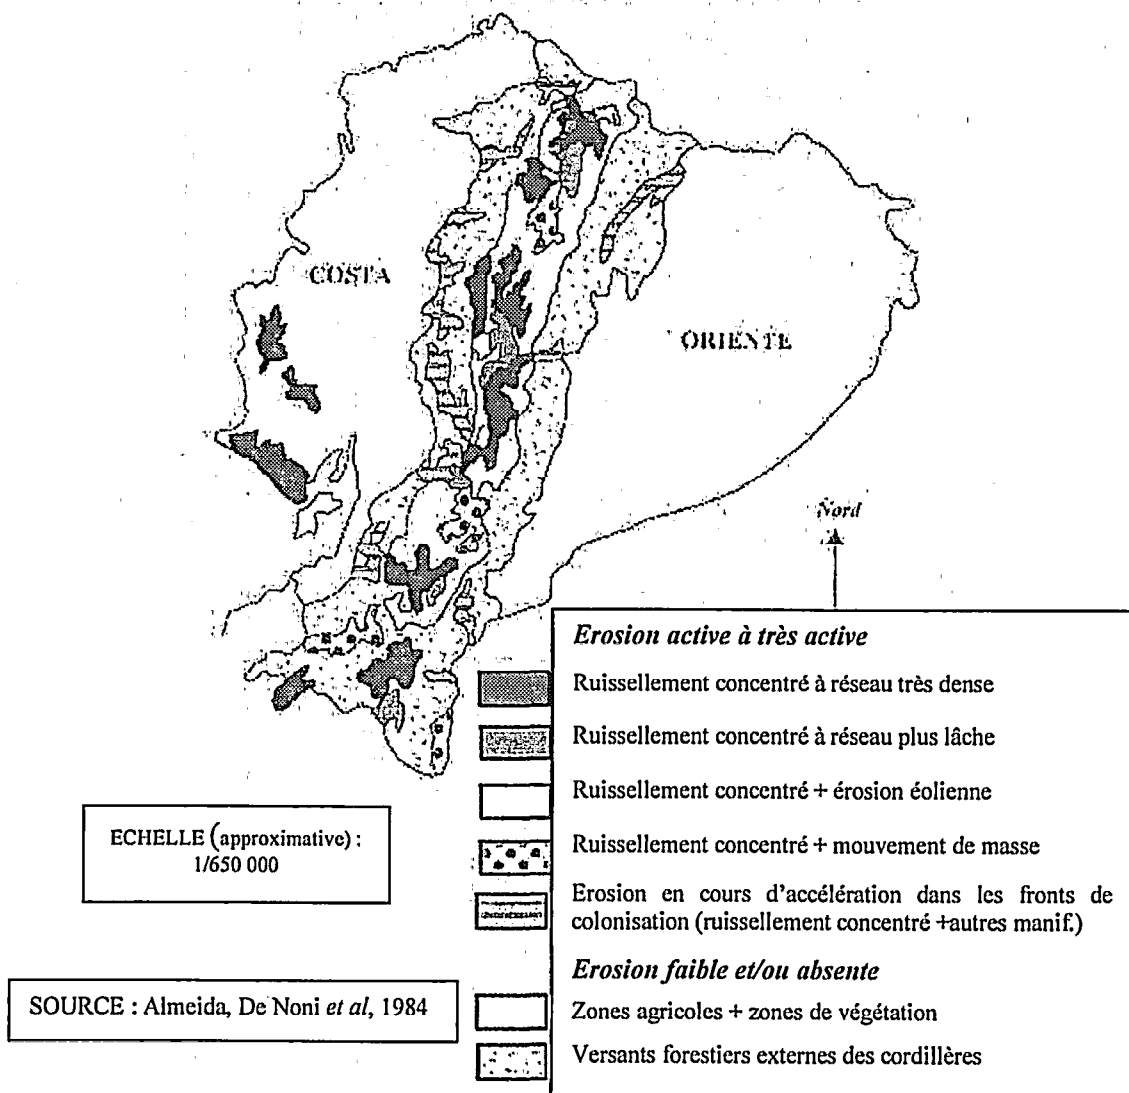 COSTA
ORIENTE
Nord
Erosion active à très active
Ruissellement concentré à réseau très dense
Ruissellement concentré à réseau plus lâche
Ruissellement concentré + érosion éolienne
Ruissellement concentré + mouvement de masse
Erosion en cours d'accélération dans les fronts de
colonisation (ruissellement concentré +autres manif.)
Erosion faible et/ou absente
Zones agricoles + zones de végétation
Versants forestiers externes des cordillères
ECHELLE (approximative) :
1/650 000
SOURCE : Almeida, De Noni et al, 1984